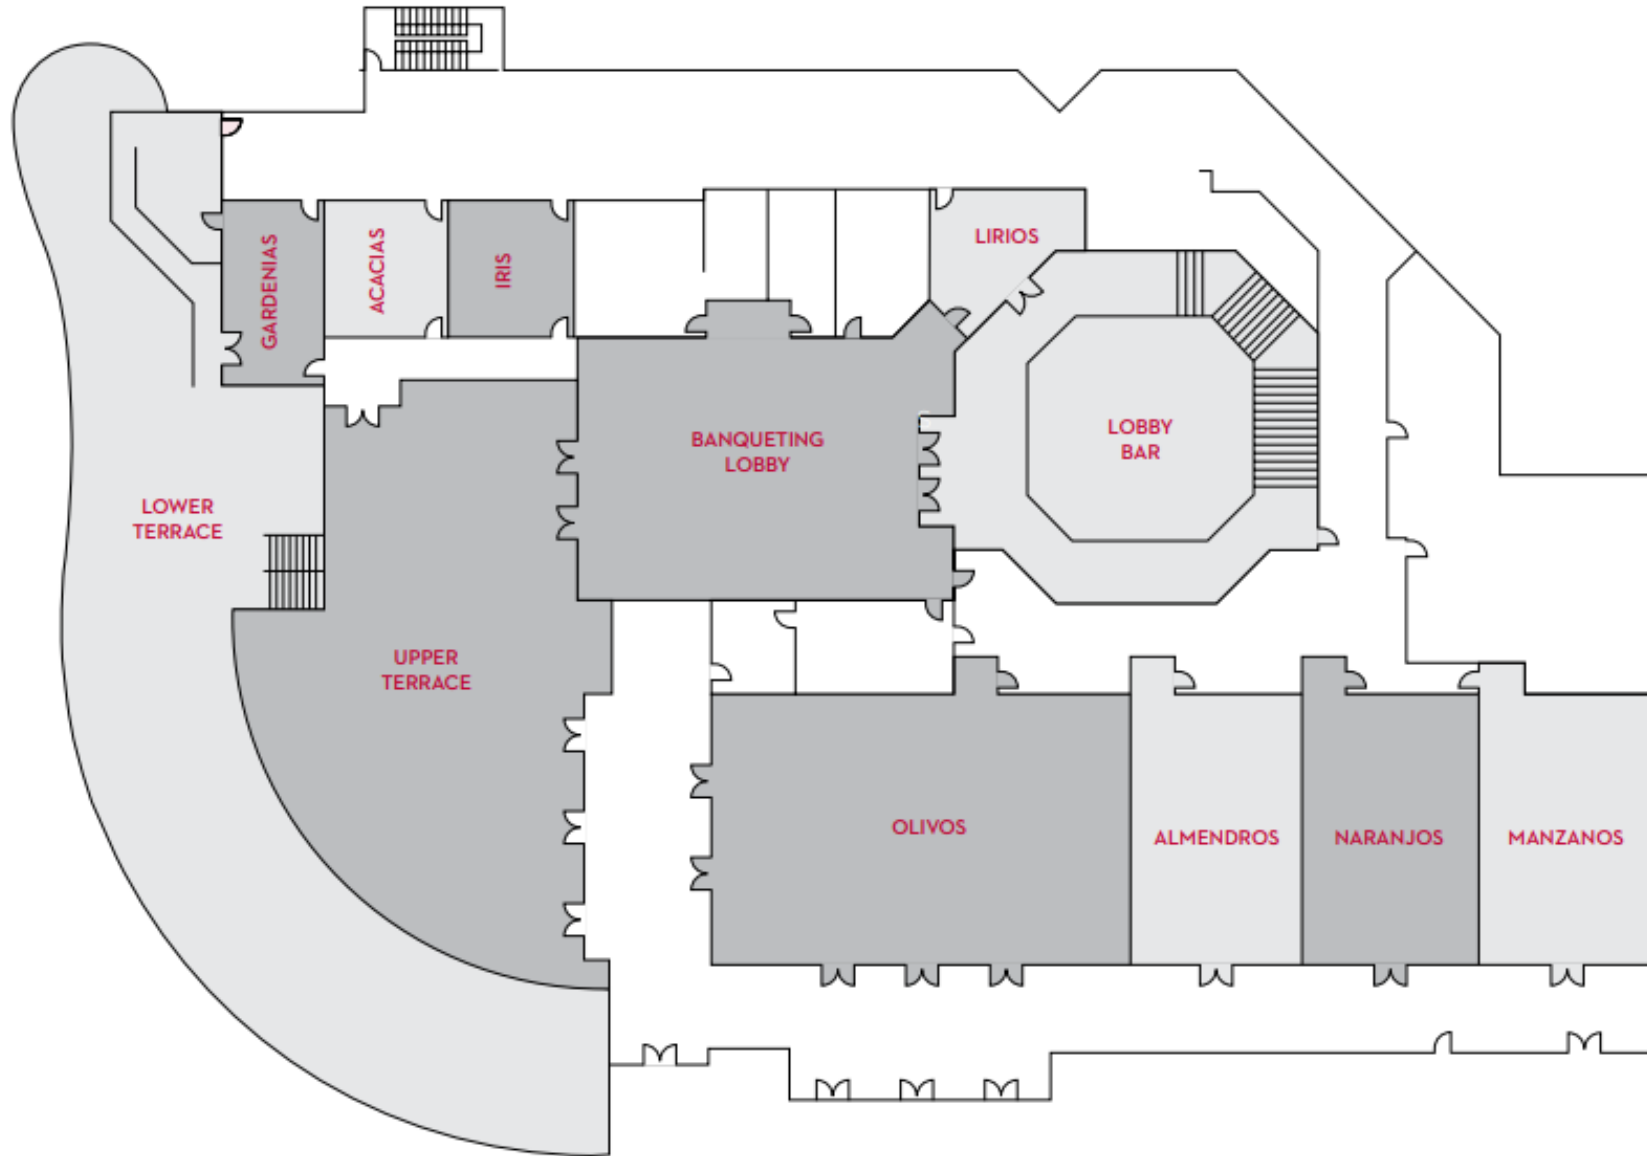 LIRIOS
GARDENIAS
ACACIAS
IRIS
BANQUETING
LOBBY
LOBBY
BAR
LOWER
TERRACE
UPPER
TERRACE
OLIVOS
ALMENDROS
NARANJOS
MANZANOS